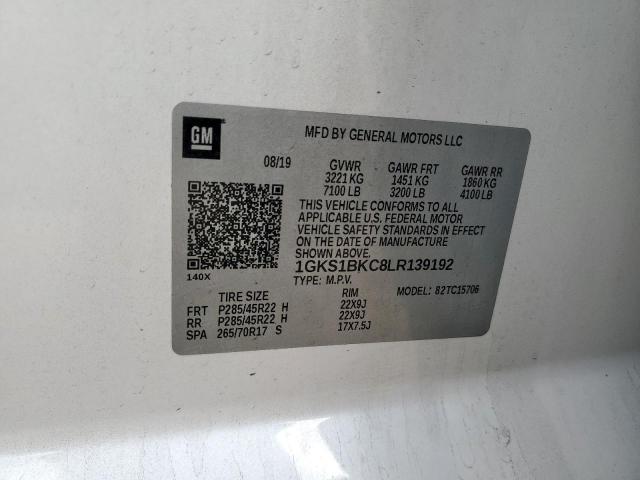 GM
MFD BY GENERAL MOTORS LLC
08/19 GVWR GAWR FRT GAWR RR
3221 KG 1451 KG 1860 KG
7100 LB 3200 LB 4100 LB
THIS VEHICLE CONFORMS TO ALL
APPLICABLE U.S. FEDERAL MOTOR
VEHICLE SAFETY STANDARDS IN EFFECT
ON THE DATE OF MANUFACTURE
SHOWN ABOVE.
1GKS1BKC8LR139192
140X TYPE: M.P.V. MODEL: 82TC15706
TIRE SIZE RIM
FRT P285/45R22 H 22X9J
RR P285/45R22 H 22X9J
SPA 265/70R17 S 17X7.5J